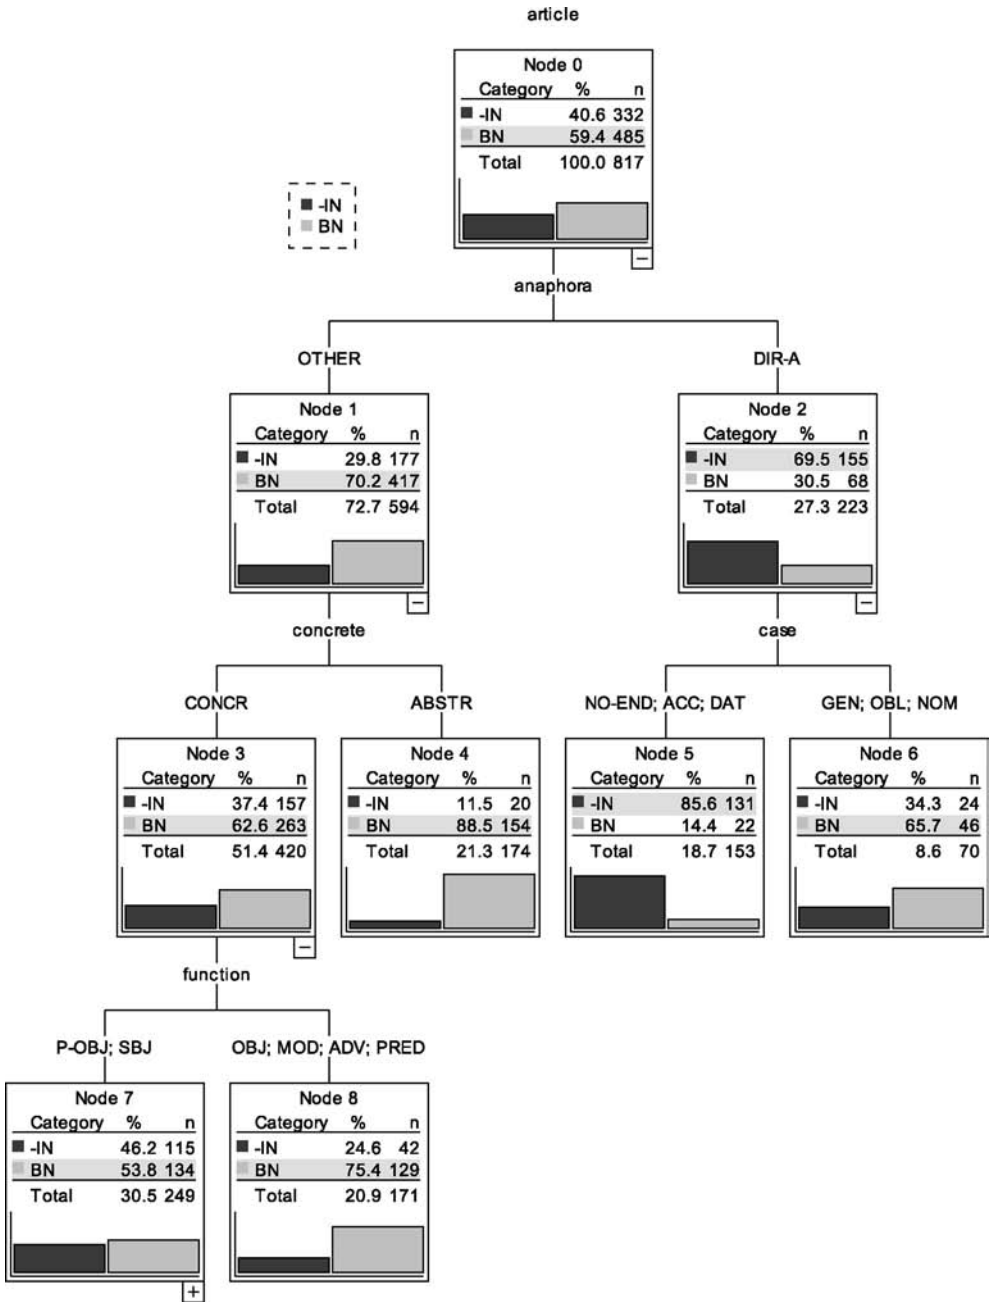 article
Node 0
Category % n
-IN 40.6 332
BN 59.4 485
Total 100.0 817
-IN
BN
anaphora
OTHER DIR-A
Node 1
Category % n
-IN 29.8 177
BN 70.2 417
Total 72.7 594
Node 2
Category % n
-IN 69.5 155
BN 30.5 68
Total 27.3 223
concrete case
CONCR ABSTR NO-END; ACC; DAT GEN; OBL; NOM
Node 3
Category % n
-IN 37.4 157
BN 62.6 263
Total 51.4 420
Node 4
Category % n
-IN 11.5 20
BN 88.5 154
Total 21.3 174
Node 5
Category % n
-IN 85.6 131
BN 14.4 22
Total 18.7 153
Node 6
Category % n
-IN 34.3 24
BN 65.7 46
Total 8.6 70
function
P-OBJ; SBJ OBJ; MOD; ADV; PRED
Node 7
Category % n
-IN 46.2 115
BN 53.8 134
Total 30.5 249
Node 8
Category % n
-IN 24.6 42
BN 75.4 129
Total 20.9 171